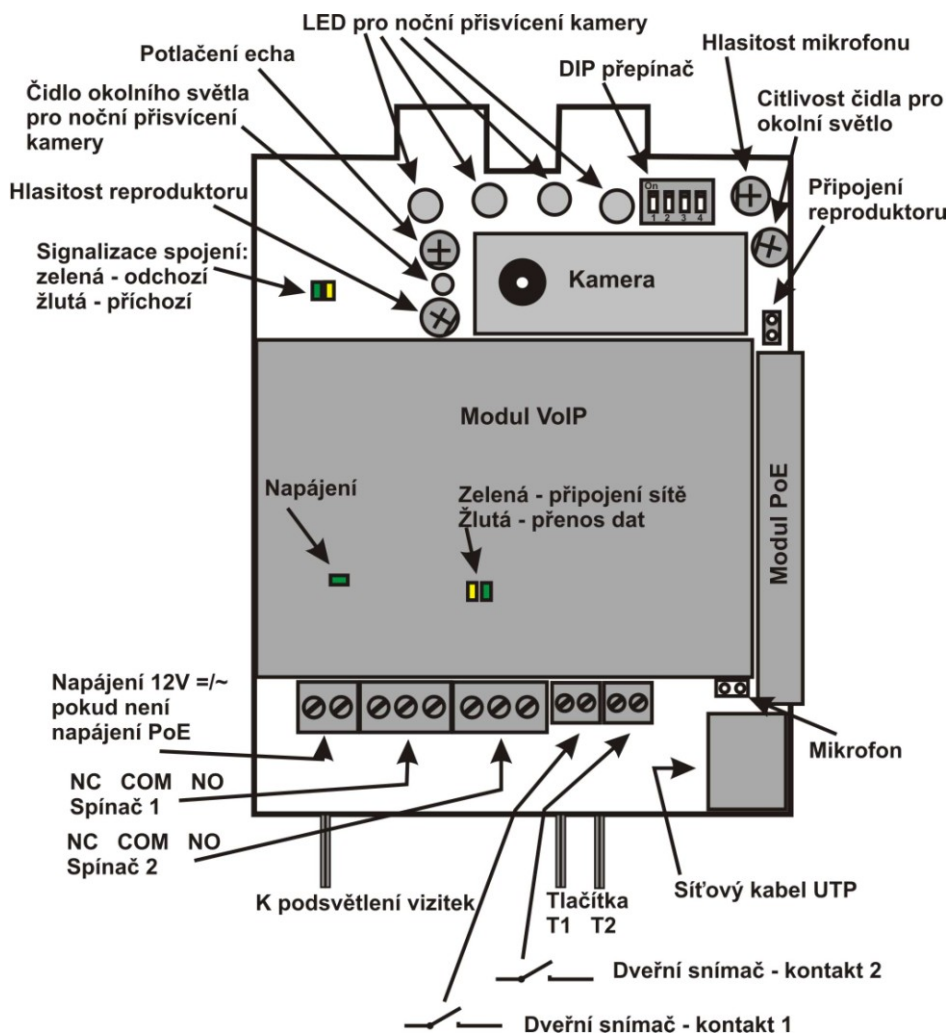 LED pro noční přisvícení kamery
Potlačení echa
Hlasitost mikrofonu
DIP přepínač
Čidlo okolního světla
pro noční přisvícení
kamery
Citlivost čidla pro
okolní světlo
Hlasitost reproduktoru
Připojení
reproduktoru
On
1 2 3 4
Signalizace spojení:
zelená - odchozí
žlutá - příchozí
Kamera
Modul VoIP
Modul PoE
Napájení
Zelená - připojení sítě
Žlutá - přenos dat
Napájení 12V =/~
pokud není
napájení PoE
Mikrofon
NC COM NO
Spínač 1
NC COM NO
Spínač 2
K podsvětlení vizitek
Tlačítka
T1 T2
Síťový kabel UTP
Dveřní snímač - kontakt 2
Dveřní snímač - kontakt 1